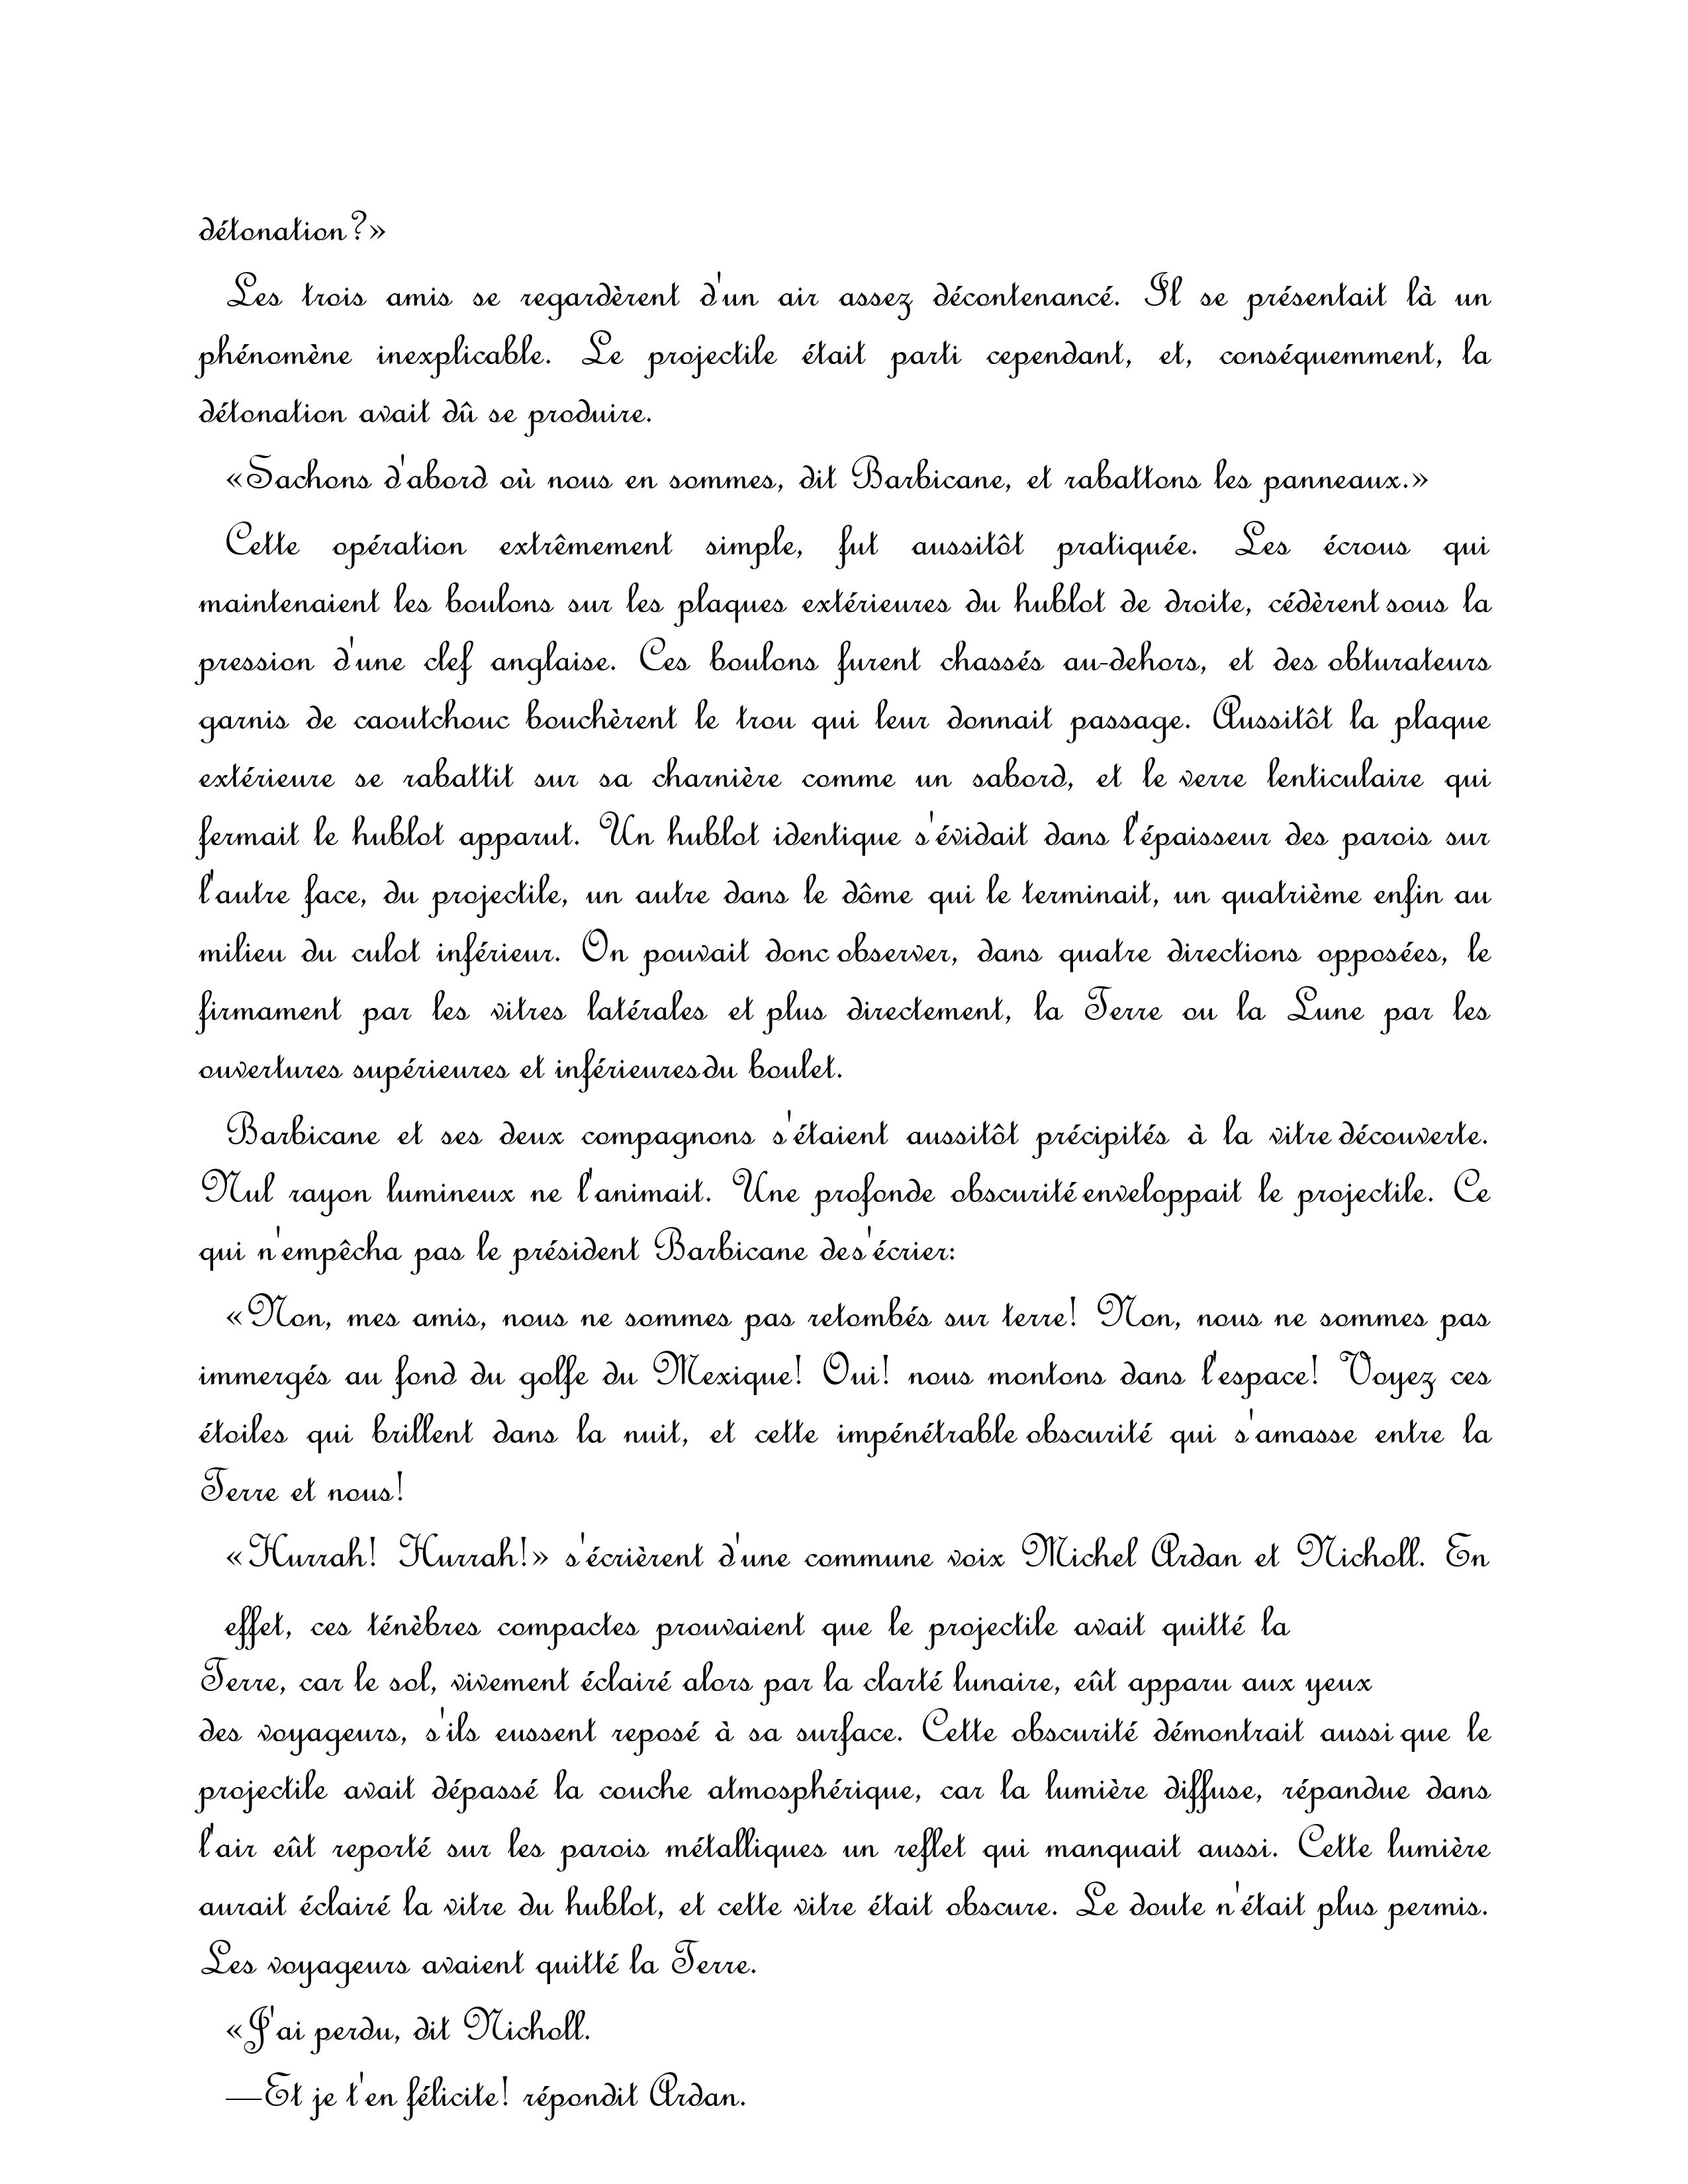 détonation?»
Les trois amis se regardèrent d'un air assez décontenancé. Il se présentait là un
phénomène inexplicable. Le projectile était parti cependant, et, conséquemment, la
détonation avait dû se produire.
«Sachons d'abord où nous en sommes, dit Barbicane, et rabattons les panneaux.»
Cette opération extrêmement simple, fut aussitôt pratiquée. Les écrous qui
maintenaient les boulons sur les plaques extérieures du hublot de droite, cédèrent sous la
pression d'une clef anglaise. Ces boulons furent chassés au-dehors, et des obturateurs
garnis de caoutchouc bouchèrent le trou qui leur donnait passage. Aussitôt la plaque
extérieure se rabattit sur sa charnière comme un sabord, et le verre lenticulaire qui
fermait le hublot apparut. Un hublot identique s'évidait dans l'épaisseur des parois sur
l'autre face, du projectile, un autre dans le dôme qui le terminait, un quatrième enfin au
milieu du culot inférieur. On pouvait donc observer, dans quatre directions opposées, le
firmament par les vitres latérales et plus directement, la Terre ou la Lune par les
ouvertures supérieures et inférieures du boulet.
Barbicane et ses deux compagnons s'étaient aussitôt précipités à la vitre découverte.
Nul rayon lumineux ne l'animait. Une profonde obscurité enveloppait le projectile. Ce
qui n'empêcha pas le président Barbicane de s'écrier:
«Non, mes amis, nous ne sommes pas retombés sur terre! Non, nous ne sommes pas
immergés au fond du golfe du Mexique! Oui! nous montons dans l'espace! Voyez ces
étoiles qui brillent dans la nuit, et cette impénétrable obscurité qui s'amasse entre la
Terre et nous!
«Hurrah! Hurrah!» s'écrièrent d'une commune voix Michel Ardan et Nicholl. En
effet, ces ténèbres compactes prouvaient que le projectile avait quitté la
Terre, car le sol, vivement éclairé alors par la clarté lunaire, eût apparu aux yeux
des voyageurs, s'ils eussent reposé à sa surface. Cette obscurité démontrait aussi que le
projectile avait dépassé la couche atmosphérique, car la lumière diffuse, répandue dans
l'air eût reporté sur les parois métalliques un reflet qui manquait aussi. Cette lumière
aurait éclairé la vitre du hublot, et cette vitre était obscure. Le doute n'était plus permis.
Les voyageurs avaient quitté la Terre.
«J'ai perdu, dit Nicholl.
—Et je t'en félicite! répondit Ardan.